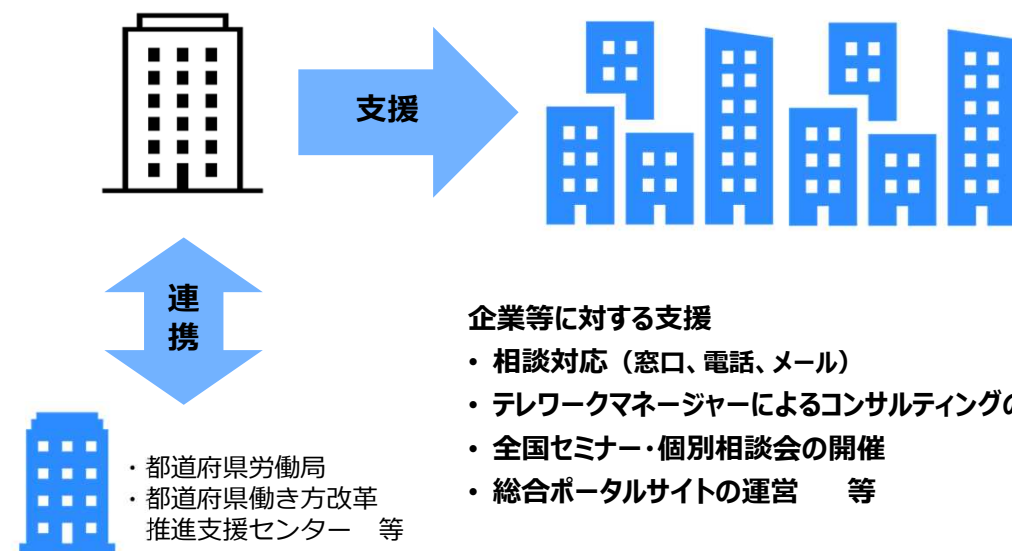 支援
連
携
企業等に対する支援
• 相談対応（窓口、電話、メール）
• テレワークマネージャーによるコンサルティングの
• 全国セミナー・個別相談会の開催
• 総合ポータルサイトの運営　等
・都道府県労働局
・都道府県働き方改革
推進支援センター　等